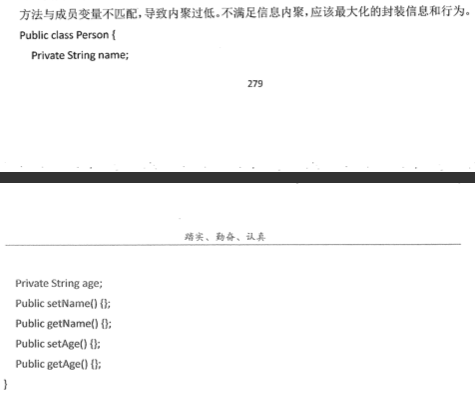 方法与成员变量不匹配，导致内聚过低。不满足信息内聚，应该最大化的封装信息和行为。
Public class Person {
Private String name;
279
踏实、勤奋、认真
Private String age;
Public setName() {};
Public getName() {};
Public setAge() {};
Public getAge() {};
}